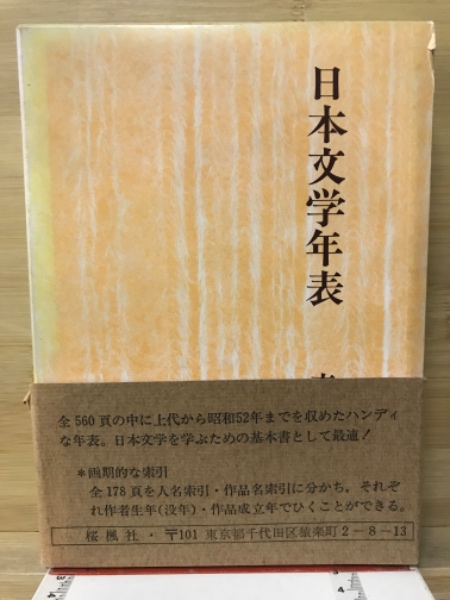 日本文学年表
全560頁の中に上代から昭和52年までを収めたハンディ
な年表。日本文学を学ぶための基本書として最適！
＊画期的な索引
全178頁を人名索引・作品名索引に分かち，それぞ
れ作者生年(没年)・作品成立年でひくことができる。
桜楓社・〒101 東京都千代田区猿楽町2－8－13